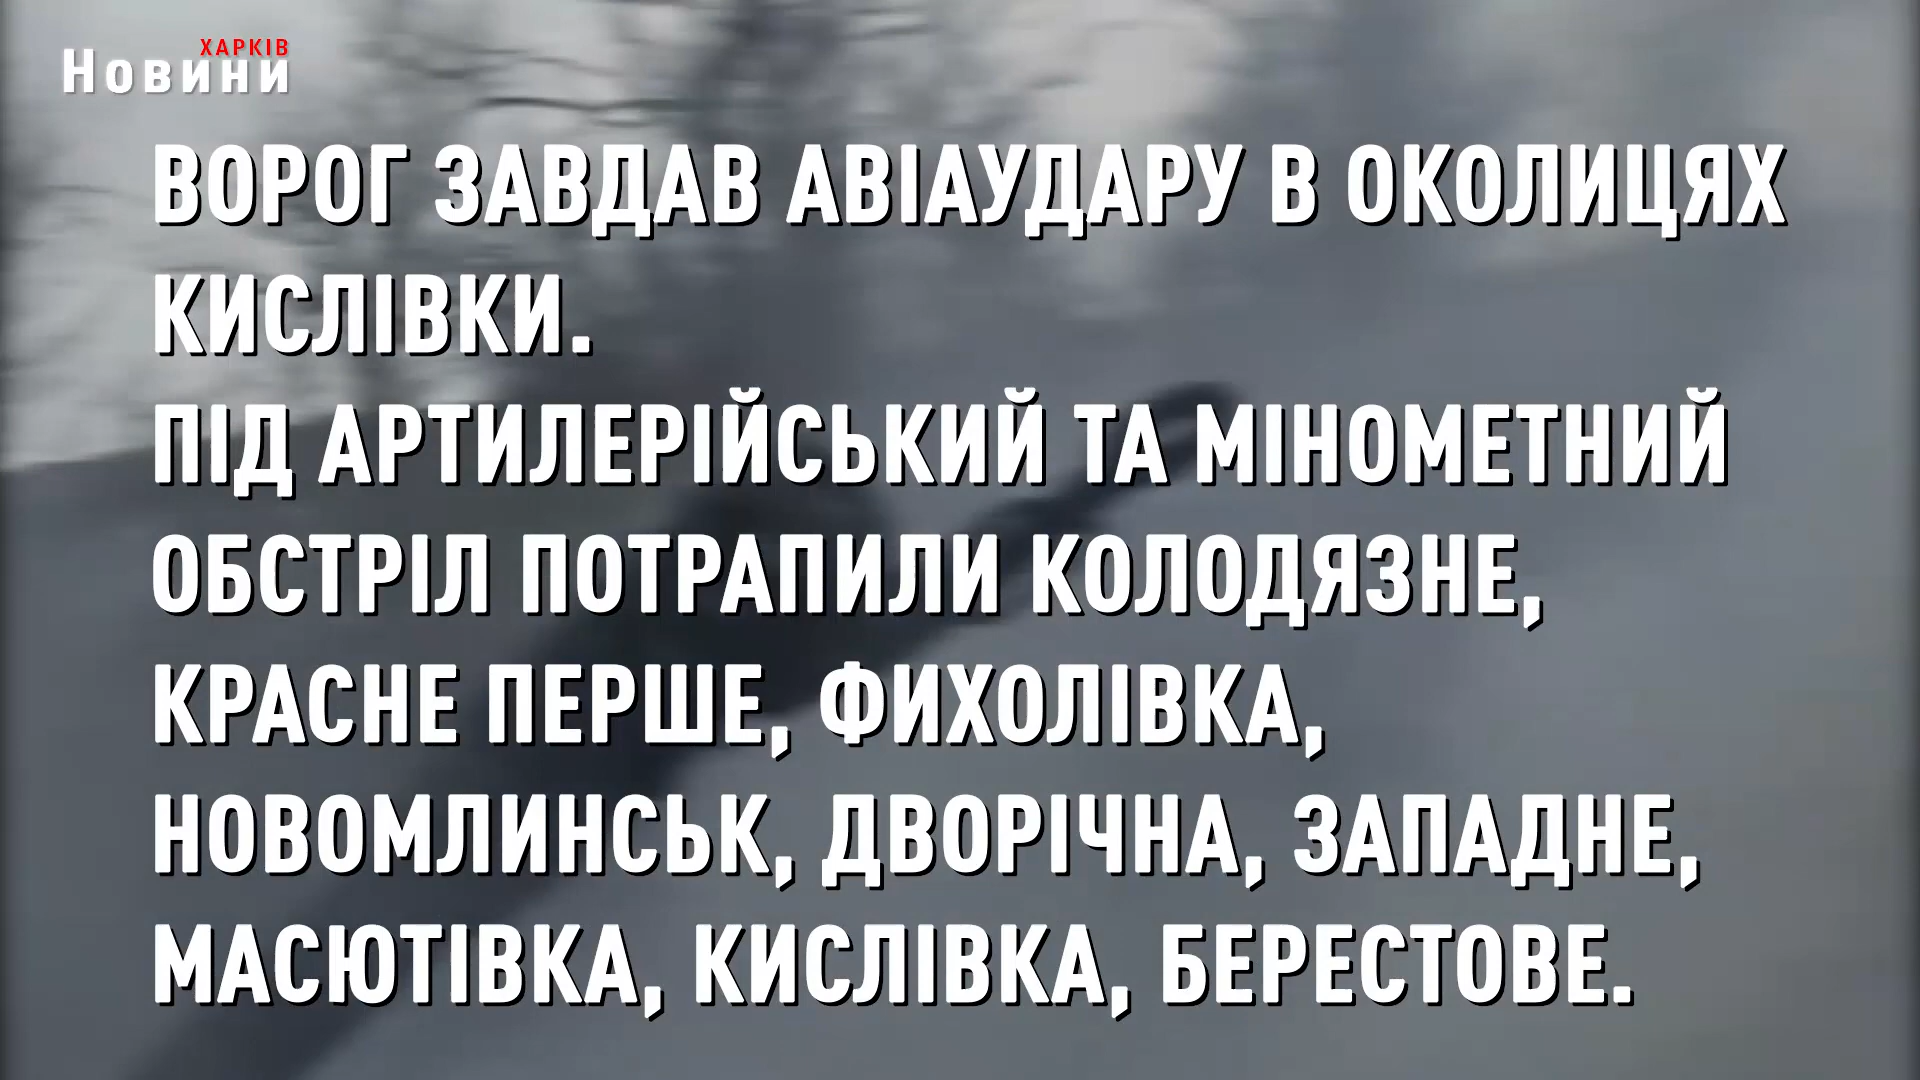 ХАРКІВ
Новини
ВОРОГ ЗАВДАВ АВІАУДАРУ В ОКОЛИЦЯХ
КИСЛІВКИ.
ПІД АРТИЛЕРІЙСЬКИЙ ТА МІНОМЕТНИЙ
ОБСТРІЛ ПОТРАПИЛИ КОЛОДЯЗНЕ,
КРАСНЕ ПЕРШЕ, ФИХОЛІВКА,
НОВОМЛИНСЬК, ДВОРІЧНА, ЗАПАДНЕ,
МАСЮТІВКА, КИСЛІВКА, БЕРЕСТОВЕ.